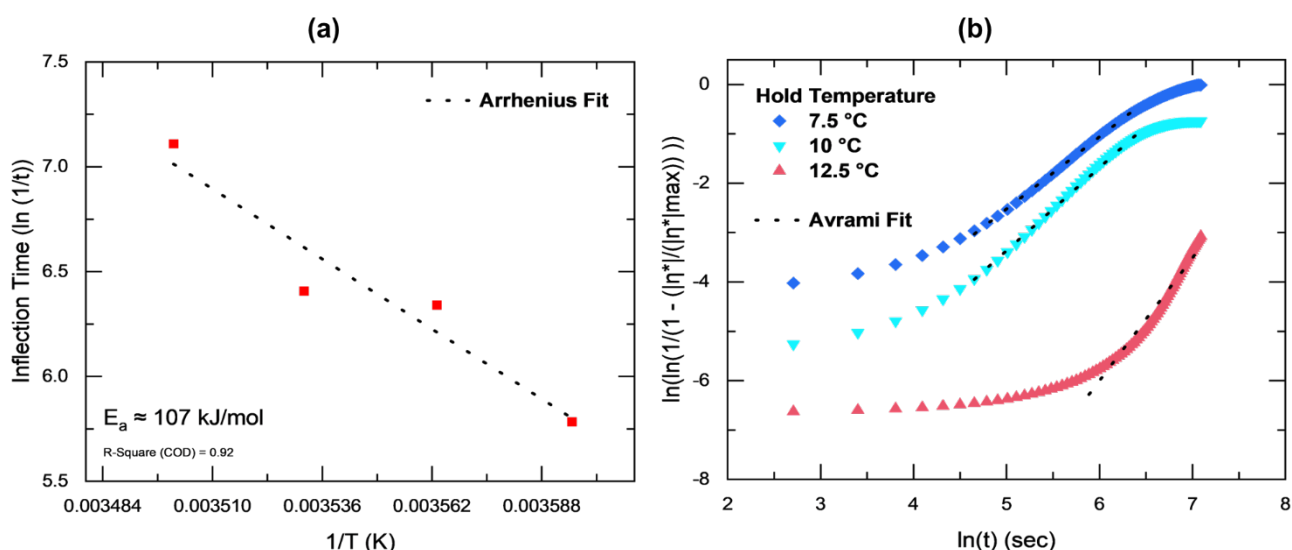 (a)
7.5
7.0
6.5
6.0
5.5
Inflection Time (ln (1/t))
Arrhenius Fit
Eₐ ≈ 107 kJ/mol
R-Square (COD) = 0.92
0.003484
0.003510
0.003536
0.003562
0.003588
1/T (K)
(b)
0
-2
-4
-6
-8
ln(ln(1/(1 - (|η*|/(|η*|max)) ) ))
Hold Temperature
7.5 °C
10 °C
12.5 °C
Avrami Fit
2
3
4
5
6
7
8
ln(t) (sec)